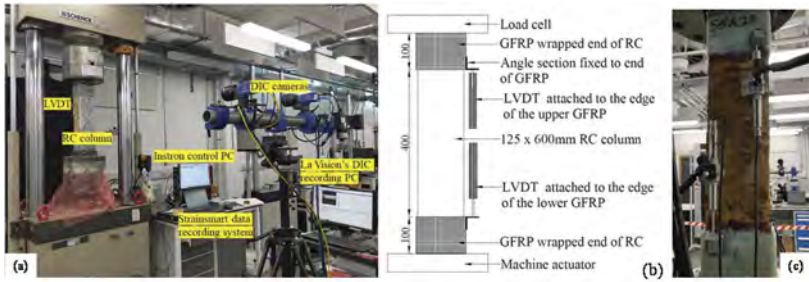 SCHENCK
LVDT
RC column
Instron control PC
Strainsmart data
recording system
DIC cameras
La Vision's DIC
recording PC
(a)
Load cell
GFRP wrapped end of RC
Angle section fixed to end
of GFRP
LVDT attached to the edge
of the upper GFRP
125 x 600mm RC column
LVDT attached to the edge
of the lower GFRP
GFRP wrapped end of RC
Machine actuator
100
400
100
(b)
(c)